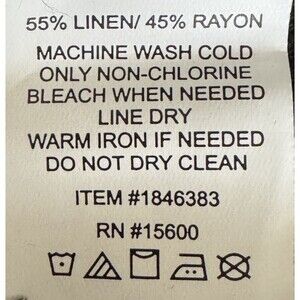 55% LINEN/ 45% RAYON
MACHINE WASH COLD
ONLY NON-CHLORINE
BLEACH WHEN NEEDED
LINE DRY
WARM IRON IF NEEDED
DO NOT DRY CLEAN
ITEM #1846383
RN #15600